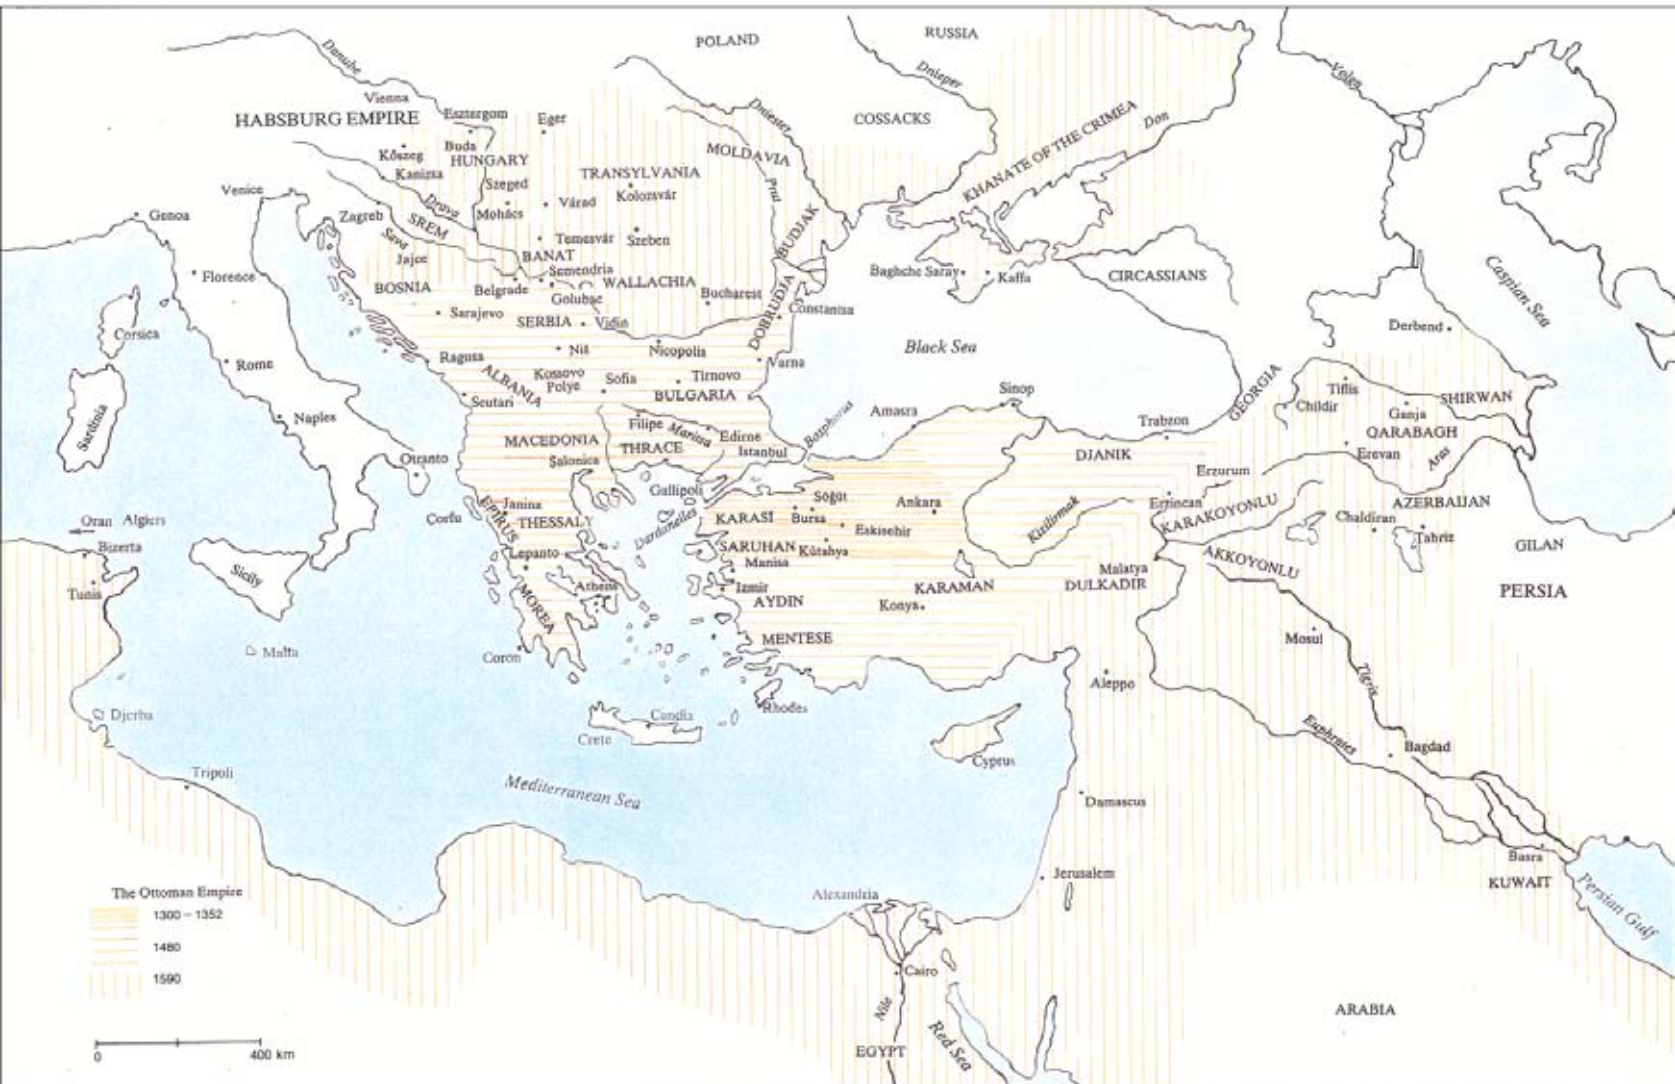 POLAND
RUSSIA
Danube
Dnieper
Volga
Vienna
HABSBURG EMPIRE
Esztergom
Eger
Dniester
COSSACKS
KHANATE OF THE CRIMEA
Don
Kőszeg
Buda
HUNGARY
MOLDAVIA
Kanizsa
TRANSYLVANIA
Szeged
Kolozsvár
Prut
Venice
Drava
Várad
Genoa
Zagreb
SREM
Mohács
BUDJAK
Sava
Temesvár
Szeben
Jajce
BANAT
Florence
Semendria
Baghche Saray
Kaffa
CIRCASSIANS
Caspian Sea
BOSNIA
Belgrade
WALLACHIA
Golubac
Bucharest
DOBRUDJA
Constantsa
Corsica
Sarajevo
SERBIA
Vidin
Derbend
Black Sea
Ragusa
Niš
Nicopolis
Varna
Rome
ALBANIA
Kossovo
Polye
Sofia
Tirnovo
BULGARIA
GEORGIA
Tiflis
Childir
SHIRWAN
Ganja
Scutari
Sinop
Sardinia
Naples
Amasra
Trabzon
Filipe
Maritsa
Edirne
Bosphorus
QARABAGH
MACEDONIA
THRACE
Istanbul
DJANIK
Erevan
Aras
Otranto
Salonica
Erzurum
Gallipoli
Söğüt
Ankara
Erzincan
KARAKOYONLU
AZERBAIJAN
Janina
Oran
Algiers
Corfu
EPIRUS
THESSALY
Dardanelles
KARASI
Bursa
Eskisehir
Kizilirmak
Chaldiran
Tabriz
Bizerta
Lepanto
SARUHAN
Kütahya
GILAN
Sicily
Manisa
Malatya
AKKOYONLU
Tunis
Athens
Izmir
AYDIN
KARAMAN
DULKADIR
PERSIA
MOREA
Konya
MENTESE
Mosul
Malta
Coron
Tigris
Aleppo
Rhodes
Djerba
Candia
Crete
Euphrates
Bagdad
Cyprus
Tripoli
Mediterranean Sea
Damascus
Basra
KUWAIT
Jerusalem
Persian Gulf
The Ottoman Empire
Alexandria
1300 – 1352
1480
1590
Cairo
Nile
ARABIA
Red Sea
EGYPT
0
400 km